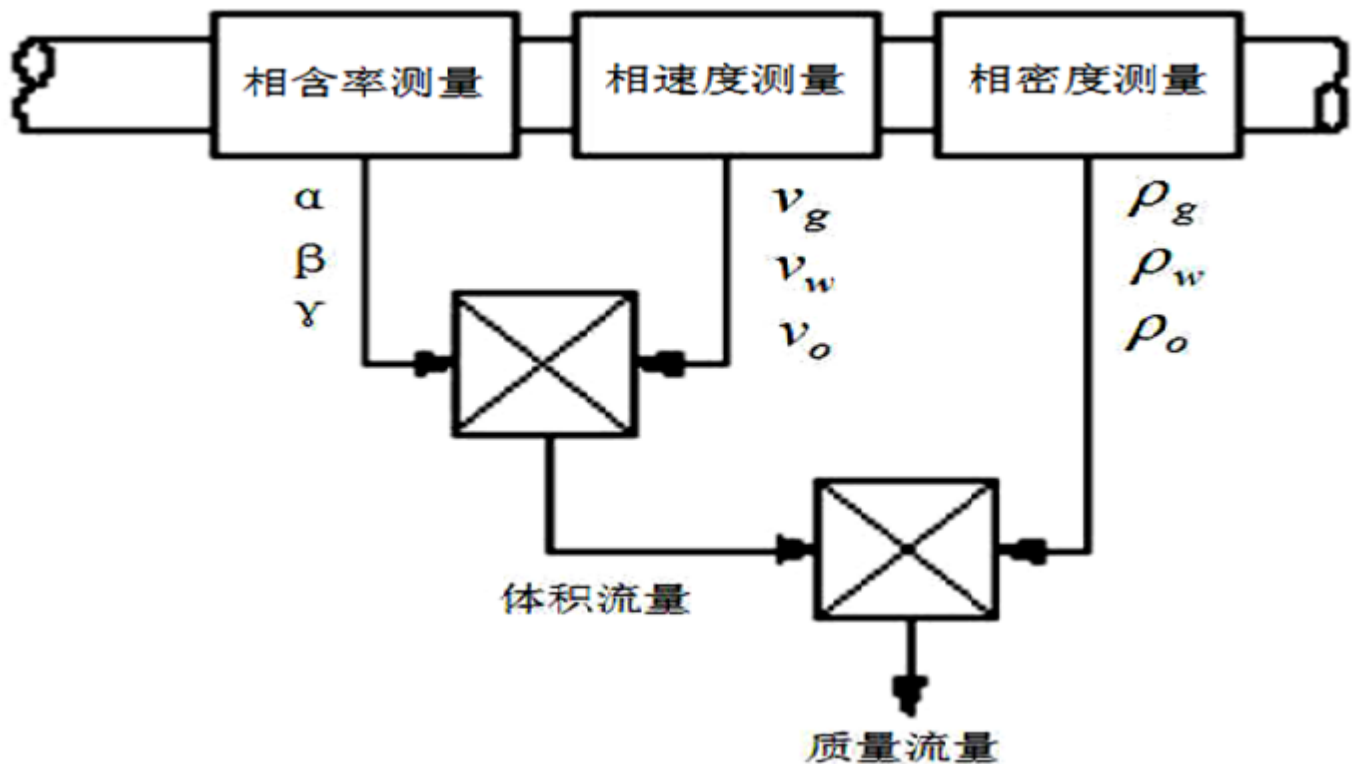 相含率测量 相速度测量 相密度测量
α v_g ρ_g
β v_w ρ_w
γ v_o ρ_o
体积流量
质量流量